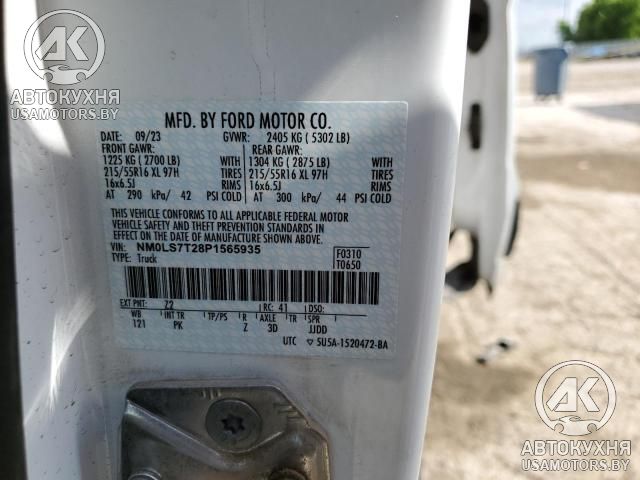 AK
АВТОКУХНЯ
USAMOTORS.BY
MFD. BY FORD MOTOR CO.
DATE: 09/23 GVWR: 2405 KG ( 5302 LB)
FRONT GAWR: REAR GAWR:
1225 KG ( 2700 LB) WITH 1304 KG ( 2875 LB) WITH
215/55R16 XL 97H TIRES 215/55R16 XL 97H TIRES
16x6.5J RIMS 16x6.5J RIMS
AT 290 kPa/ 42 PSI COLD AT 300 kPa/ 44 PSI COLD
THIS VEHICLE CONFORMS TO ALL APPLICABLE FEDERAL MOTOR
VEHICLE SAFETY AND THEFT PREVENTION STANDARDS IN
EFFECT ON THE DATE OF MANUFACTURE SHOWN ABOVE.
VIN: NM0LS7T28P1565935 F0310
TYPE: Truck T0650
EXT PNT: Z2 RC: 41 DSO:
WB INT TR TP/PS R AXLE TR SPR
121 PK Z 3D JJDD
UTC ▽ 5U5A-1520472-BA
AK
АВТОКУХНЯ
USAMOTORS.BY